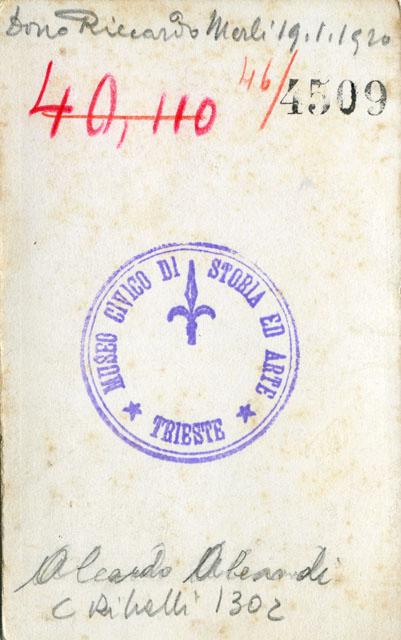 Dono Riccardo Merli 19.1.1920
40,110
46/4509
MUSEO CIVICO DI STORIA ED ARTE
TRIESTE
Aleardo Aleardi
C Ribelli 1302